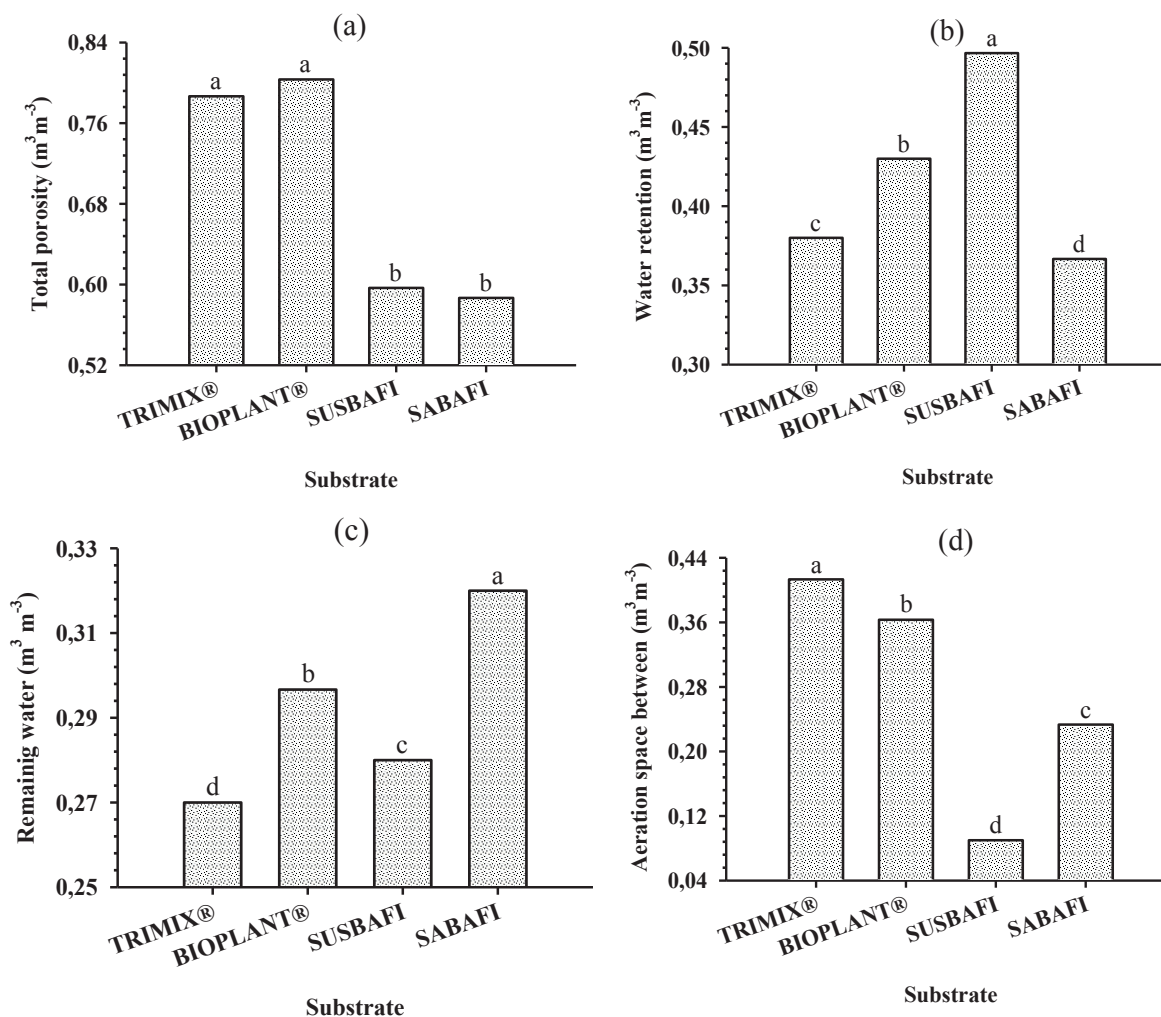 (a)
Total porosity (m³ m⁻³)
0,84
0,76
0,68
0,60
0,52
a
a
b
b
TRIMIX®
BIOPLANT®
SUSBAFI
SABAFI
Substrate
(b)
Water retention (m³ m⁻³)
0,50
0,45
0,40
0,35
0,30
c
b
a
d
TRIMIX®
BIOPLANT®
SUSBAFI
SABAFI
Substrate
(c)
Remainig water (m³ m⁻³)
0,33
0,31
0,29
0,27
0,25
d
b
c
a
TRIMIX®
BIOPLANT®
SUSBAFI
SABAFI
Substrate
(d)
Aeration space between (m³ m⁻³)
0,44
0,36
0,28
0,20
0,12
0,04
a
b
d
c
TRIMIX®
BIOPLANT®
SUSBAFI
SABAFI
Substrate